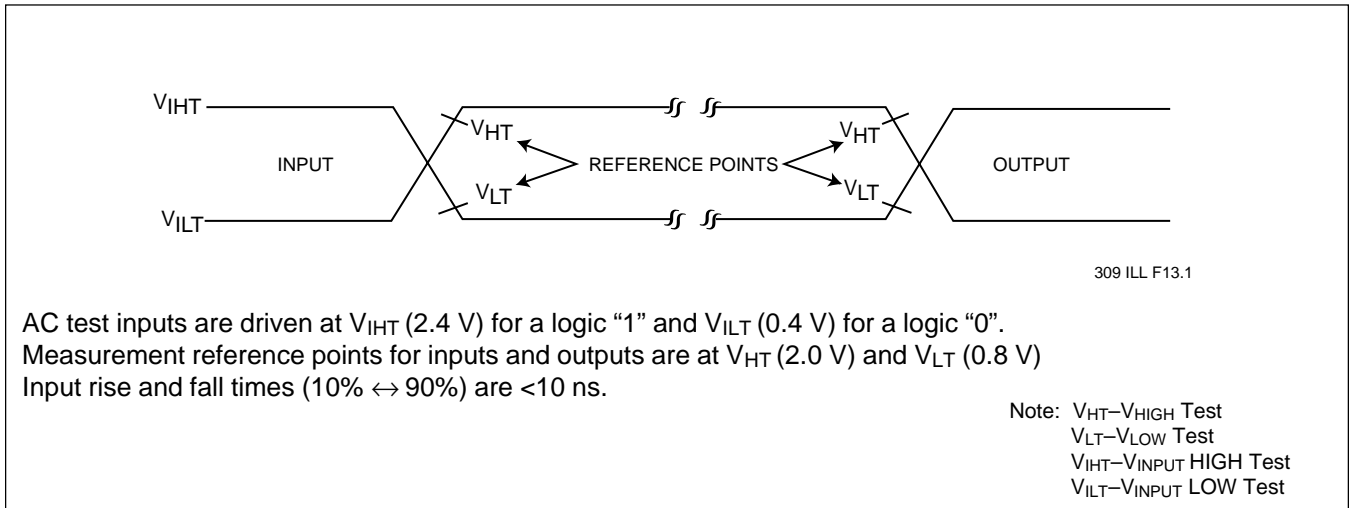 VIHT
VHT
VHT
INPUT
REFERENCE POINTS
OUTPUT
VLT
VLT
VILT
309 ILL F13.1
AC test inputs are driven at VIHT (2.4 V) for a logic “1” and VILT (0.4 V) for a logic “0”.
Measurement reference points for inputs and outputs are at VHT (2.0 V) and VLT (0.8 V)
Input rise and fall times (10% ↔ 90%) are <10 ns.
Note: VHT–VHIGH Test
VLT–VLOW Test
VIHT–VINPUT HIGH Test
VILT–VINPUT LOW Test